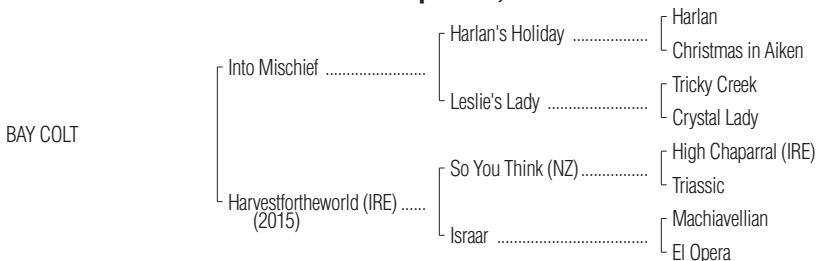 Harlan
Harlan's Holiday ..................
Christmas in Aiken
Into Mischief ........................
Tricky Creek
Leslie's Lady ........................
Crystal Lady
BAY COLT
High Chaparral (IRE)
So You Think (NZ) ................
Triassic
Harvestfortheworld (IRE) ......
(2015)
Machiavellian
Israar ....................................
El Opera